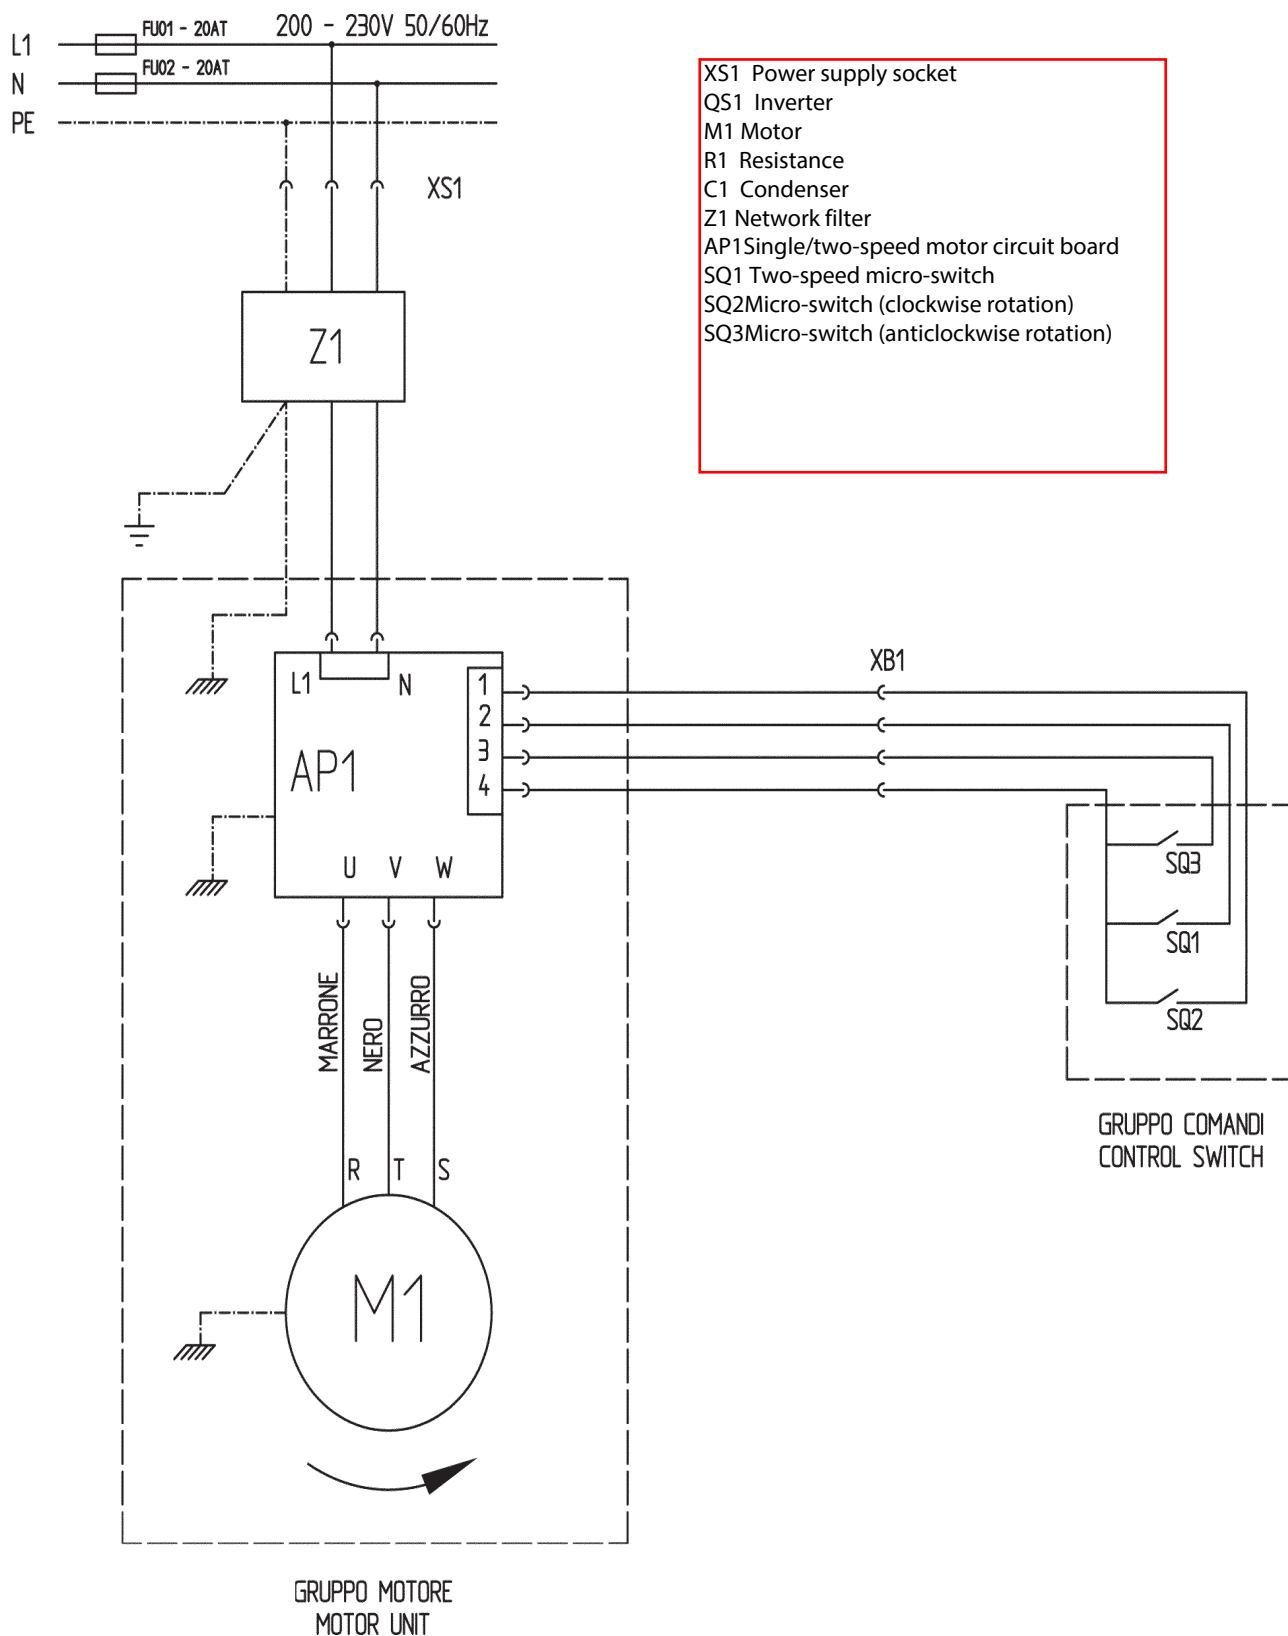 FU01 - 20AT
200 - 230V 50/60Hz
L1
FU02 - 20AT
N
PE
XS1
XS1 Power supply socket
QS1 Inverter
M1 Motor
R1 Resistance
C1 Condenser
Z1 Network filter
AP1Single/two-speed motor circuit board
SQ1 Two-speed micro-switch
SQ2Micro-switch (clockwise rotation)
SQ3Micro-switch (anticlockwise rotation)
Z1
XB1
L1 N
1
2
3
4
AP1
U V W
SQ3
SQ1
SQ2
MARRONE
NERO
AZZURRO
GRUPPO COMANDI
CONTROL SWITCH
R T S
M1
GRUPPO MOTORE
MOTOR UNIT